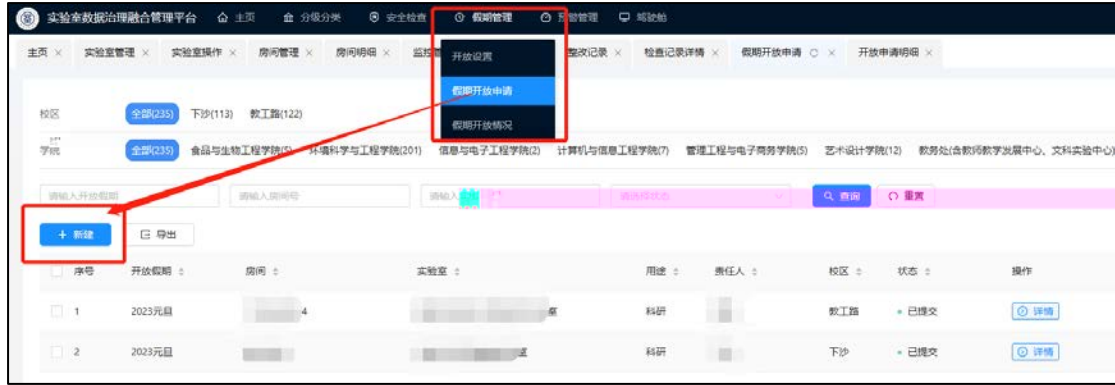 实验室数据治理融合管理平台 主页 分级分类 安全检查 假期管理 预警管理 驾驶舱
主页 × 实验室管理 × 实验室操作 × 房间管理 × 房间明细 × 整改记录 × 检查记录详情 × 假期开放申请 × 开放申请明细 ×
开放设置
假期开放申请
假期开放情况
校区 全部(235) 下沙(113) 教工路(122)
学院 全部(235) 食品与生物工程学院(5) 环境科学与工程学院(201) 信息与电子工程学院(2) 计算机与信息工程学院(7) 管理工程与电子商务学院(5) 艺术设计学院(12) 教务处(含教师教学发展中心、文科实验中心)
请输入开放假期 请输入房间号 请输入 请选择状态 查询 重置
+ 新建 导出
序号 开放假期 房间 实验室 用途 责任人 校区 状态 操作
1 2023元旦 4 室 科研 教工路 已提交 详情
2 2023元旦 室 科研 下沙 已提交 详情